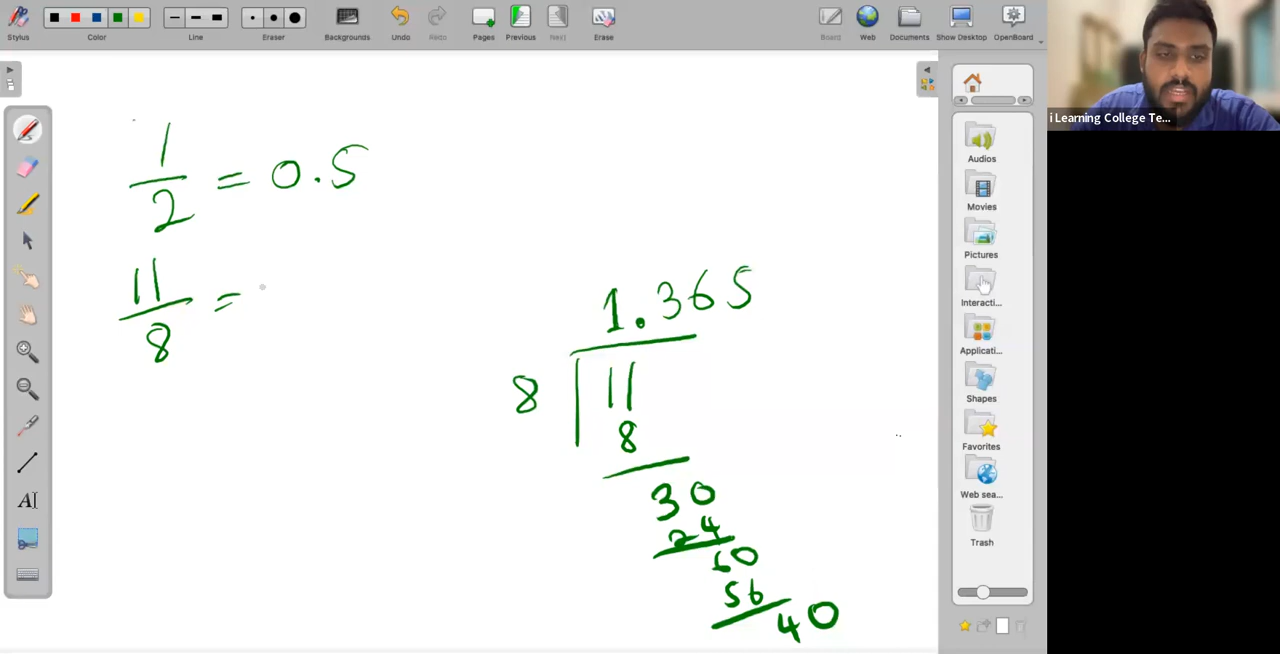 Stylus Color Line Eraser Backgrounds Undo Redo Pages Previous Next Erase Board Web Documents Show Desktop OpenBoard
i Learning College Te...
1/2 = 0.5
11/8 =
1.365
8 11
8
30
24
60
56
40
AI
Audios
Movies
Pictures
Interacti...
Applicati...
Shapes
Favorites
Web sea...
Trash